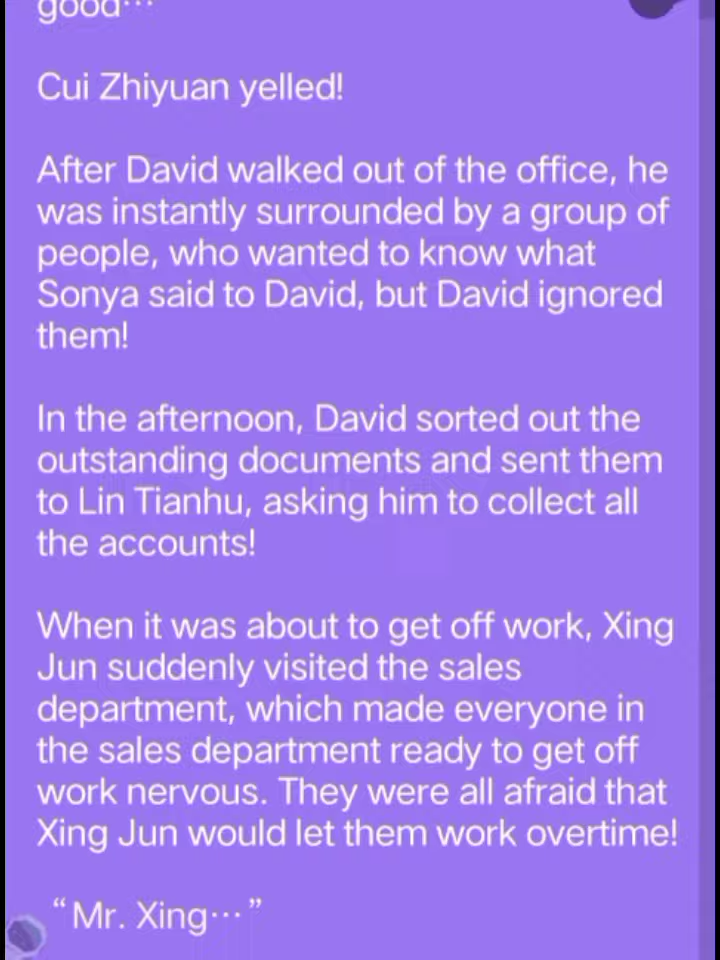 good…
Cui Zhiyuan yelled!
After David walked out of the office, he
was instantly surrounded by a group of
people, who wanted to know what
Sonya said to David, but David ignored
them!
In the afternoon, David sorted out the
outstanding documents and sent them
to Lin Tianhu, asking him to collect all
the accounts!
When it was about to get off work, Xing
Jun suddenly visited the sales
department, which made everyone in
the sales department ready to get off
work nervous. They were all afraid that
Xing Jun would let them work overtime!
“Mr. Xing…”